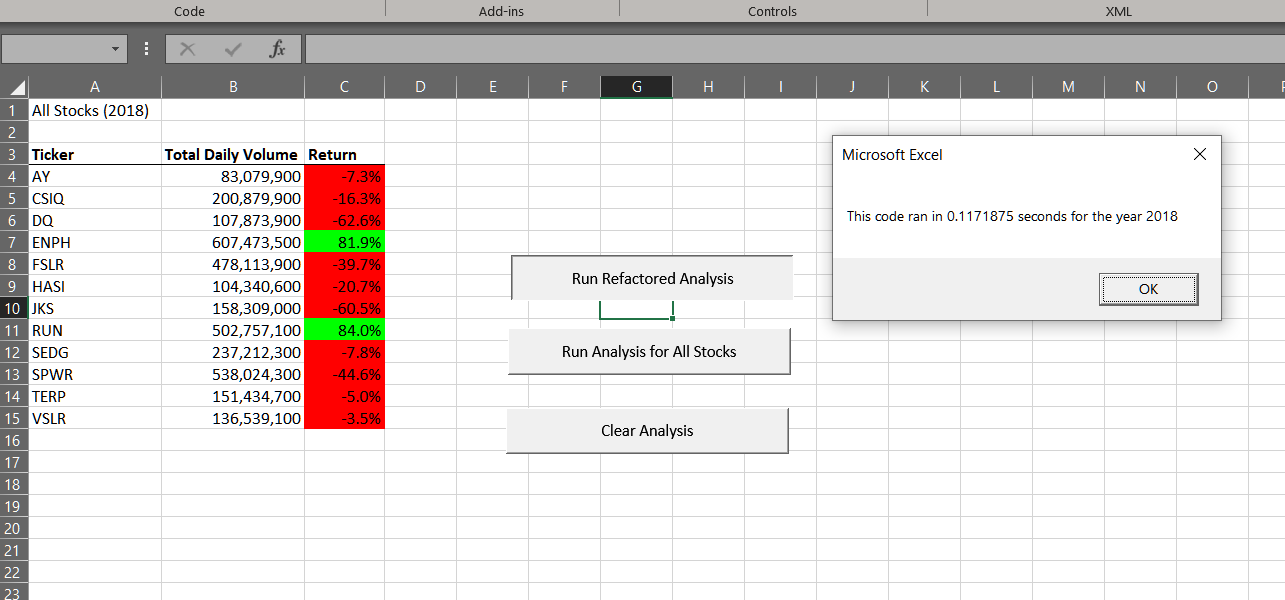 Code Add-ins Controls XML
fx
A B C D E F G H I J K L M N O
1 All Stocks (2018)
2
3 Ticker Total Daily Volume Return
4 AY 83,079,900 -7.3%
5 CSIQ 200,879,900 -16.3%
6 DQ 107,873,900 -62.6%
7 ENPH 607,473,500 81.9%
8 FSLR 478,113,900 -39.7%
9 HASI 104,340,600 -20.7%
10 JKS 158,309,000 -60.5%
11 RUN 502,757,100 84.0%
12 SEDG 237,212,300 -7.8%
13 SPWR 538,024,300 -44.6%
14 TERP 151,434,700 -5.0%
15 VSLR 136,539,100 -3.5%
16
17
18
19
20
21
22
23
Run Refactored Analysis
Run Analysis for All Stocks
Clear Analysis
Microsoft Excel
This code ran in 0.1171875 seconds for the year 2018
OK